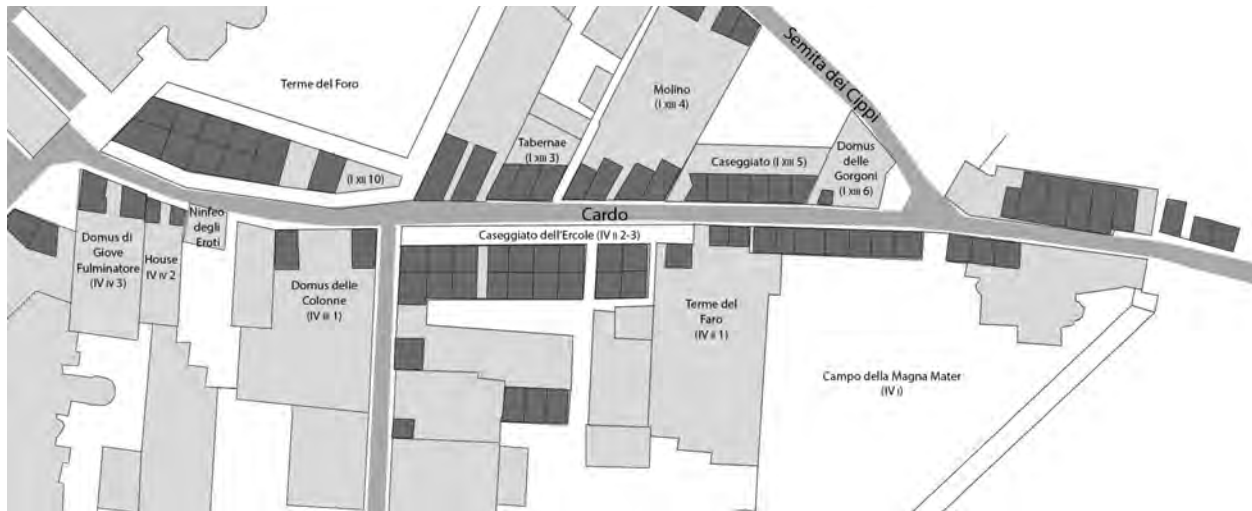 Semita dei Cippi
Terme del Foro
Molino
(I XIII 4)
Tabernae
(I XIII 3)
Caseggiato (I XIII 5)
Domus
delle
Gorgoni
(I XIII 6)
(I XII 10)
Cardo
Ninfeo
degli
Eroti
Caseggiato dell'Ercole (IV II 2-3)
Domus di
Giove
Fulminatore
(IV IV 3)
House
IV IV 2
Domus delle
Colonne
(IV III 1)
Terme del
Faro
(IV II 1)
Campo della Magna Mater
(IV I)